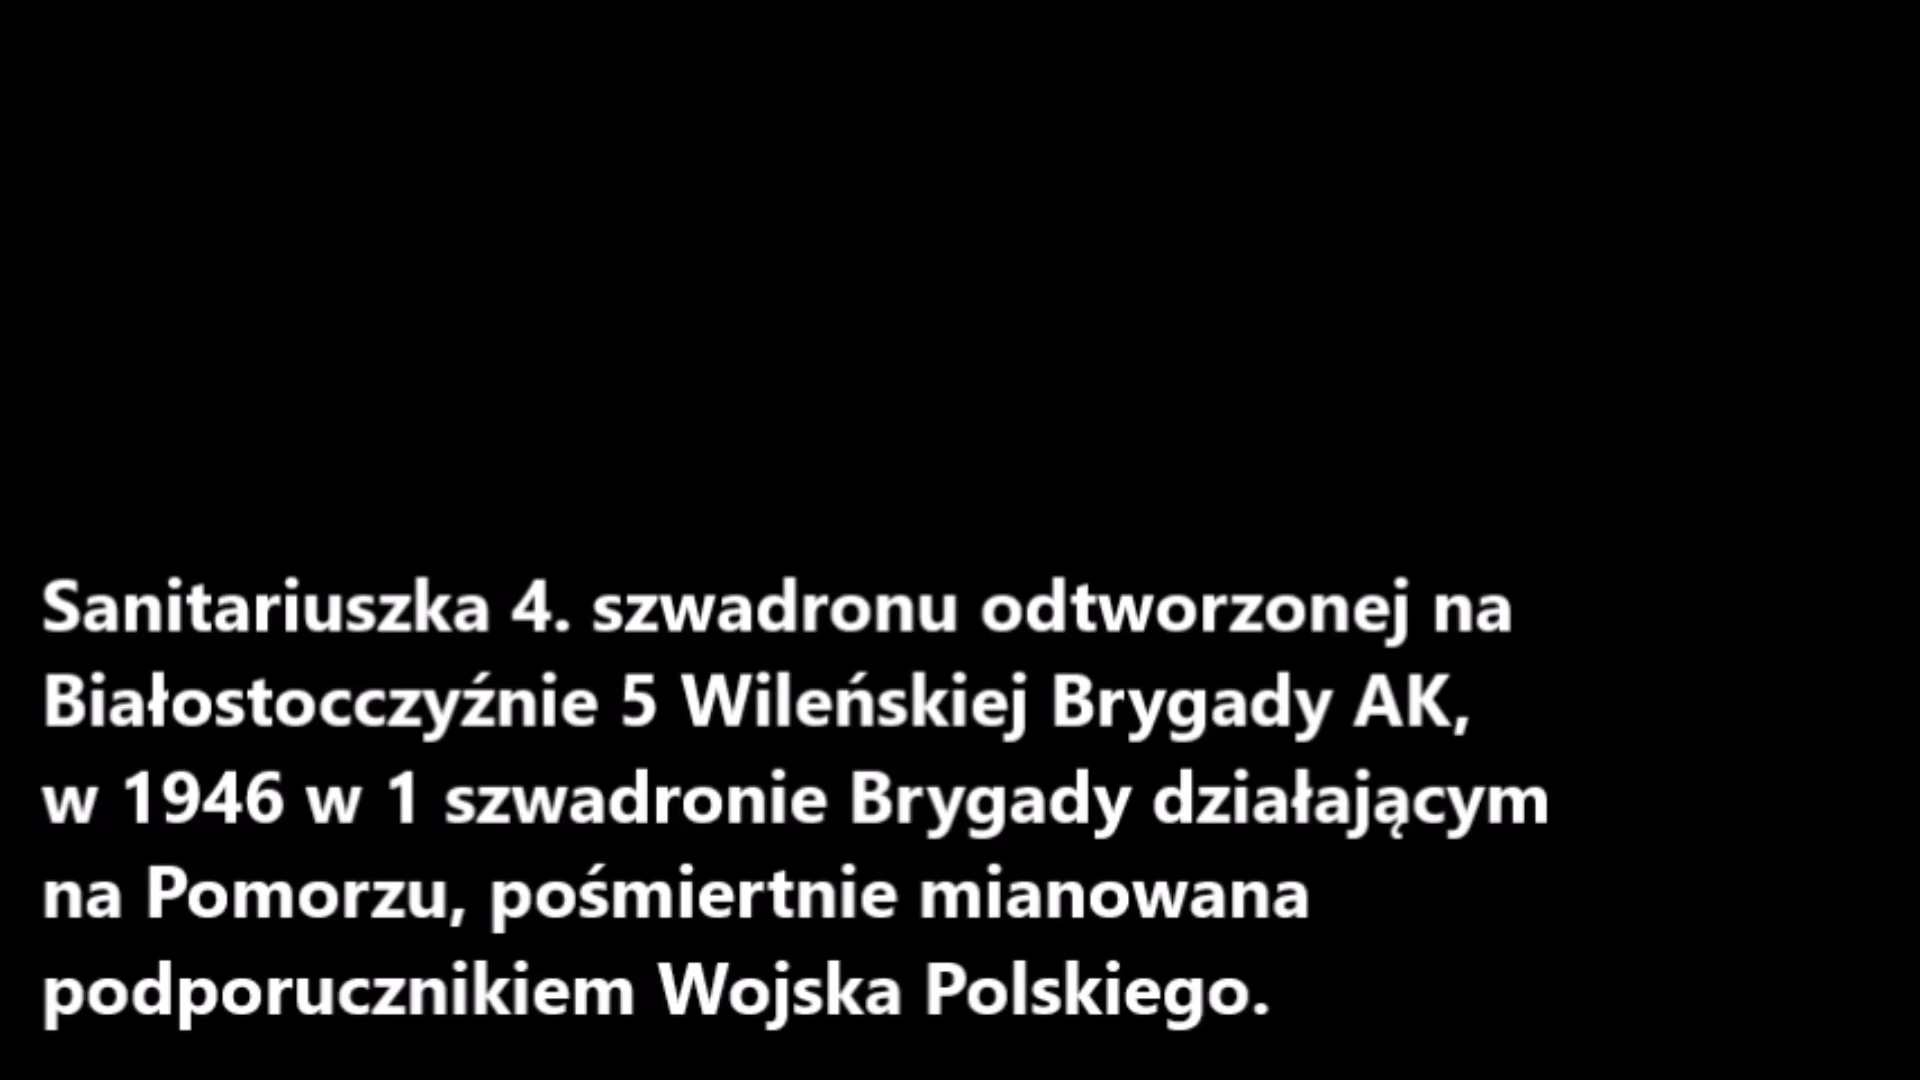 Sanitariuszka 4. szwadronu odtworzonej na
Białostocczyźnie 5 Wileńskiej Brygady AK,
w 1946 w 1 szwadronie Brygady działającym
na Pomorzu, pośmiertnie mianowana
podporucznikiem Wojska Polskiego.